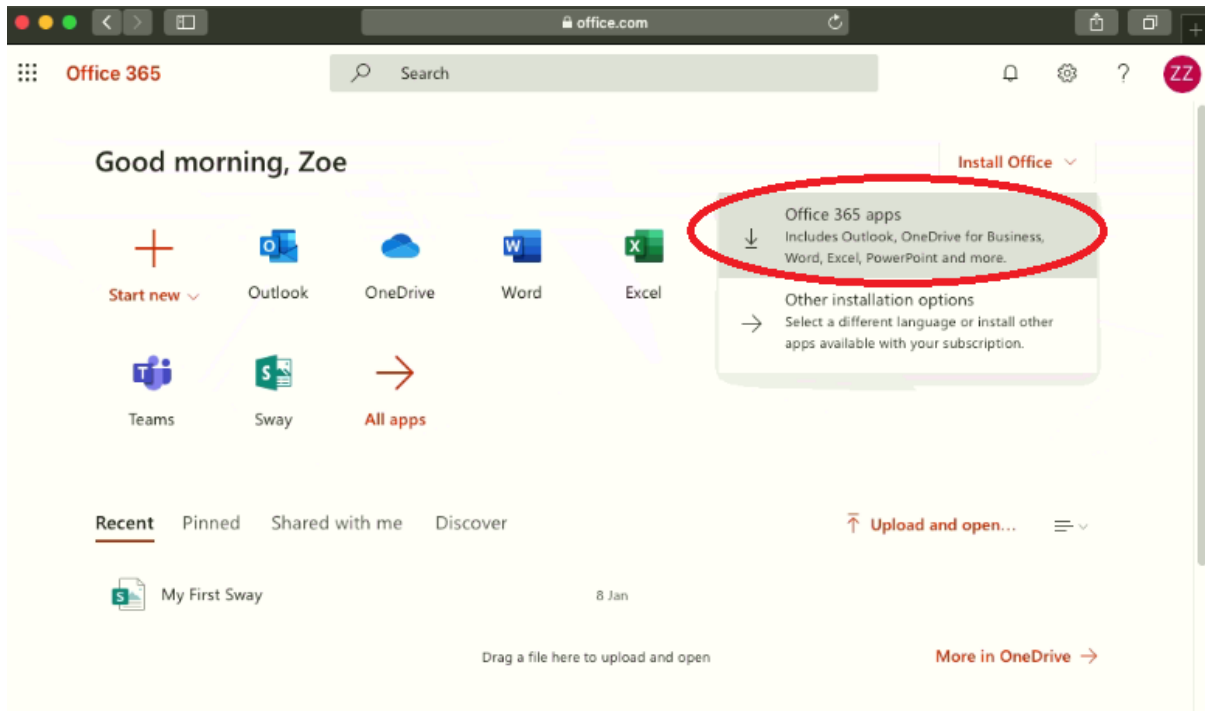 office.com
Office 365
Search
?
ZZ
Good morning, Zoe
Install Office
Office 365 apps
Includes Outlook, OneDrive for Business,
Word, Excel, PowerPoint and more.
Other installation options
Select a different language or install other
apps available with your subscription.
Start new
Outlook
OneDrive
Word
Excel
Teams
Sway
All apps
Recent
Pinned
Shared with me
Discover
Upload and open...
My First Sway
8 Jan
Drag a file here to upload and open
More in OneDrive